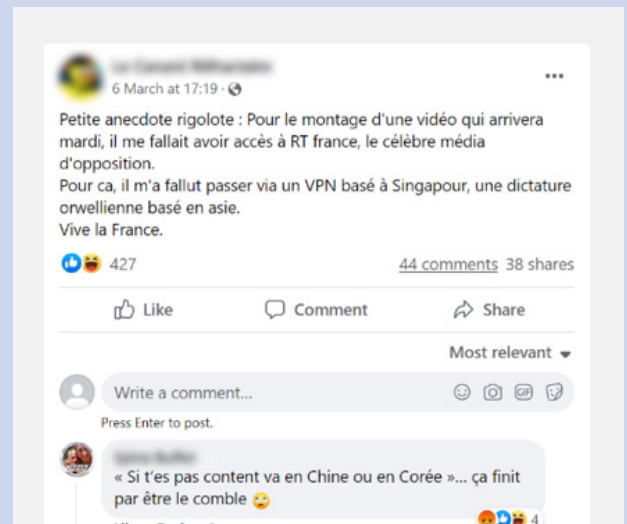 6 March at 17:19 ·
Petite anecdote rigolote : Pour le montage d'une vidéo qui arrivera
mardi, il me fallait avoir accès à RT france, le célèbre média
d'opposition.
Pour ca, il m'a fallut passer via un VPN basé à Singapour, une dictature
orwellienne basé en asie.
Vive la France.
427
44 comments 38 shares
Like Comment Share
Most relevant
Write a comment...
GIF
Press Enter to post.
« Si t'es pas content va en Chine ou en Corée »... ça finit
par être le comble 🙄
4